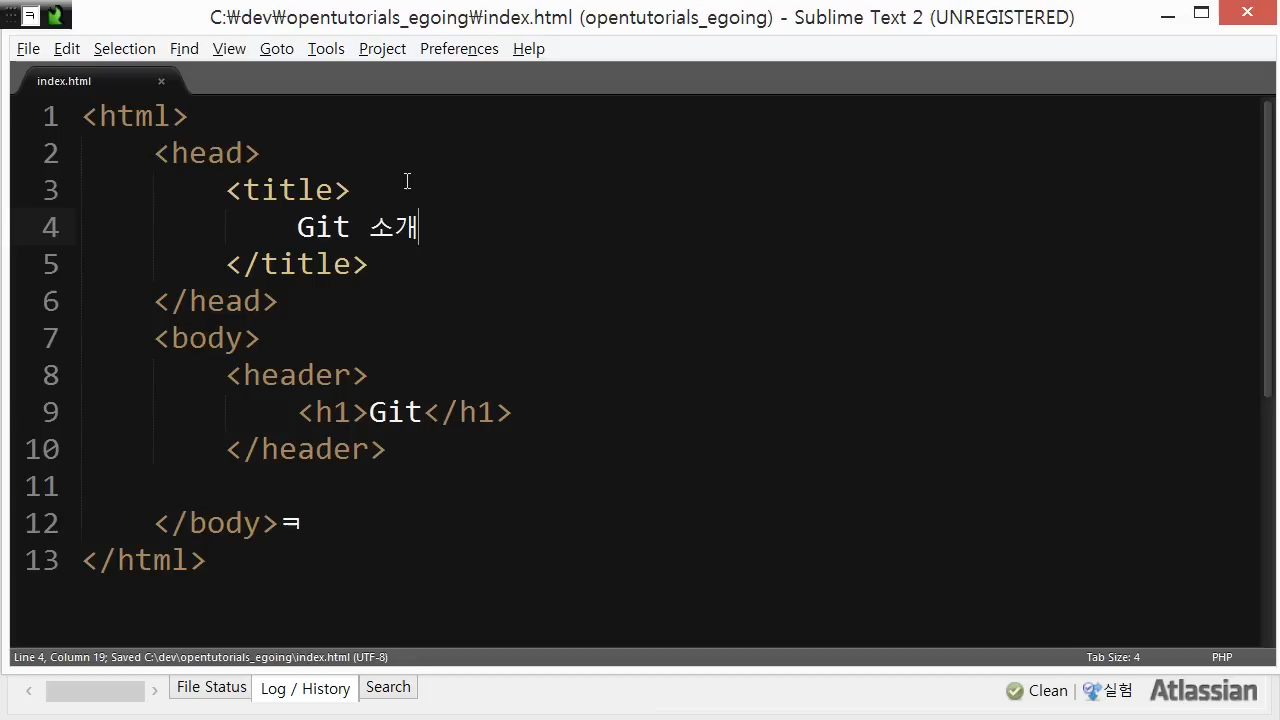 C:\dev\opentutorials_egoing\index.html (opentutorials_egoing) - Sublime Text 2 (UNREGISTERED)
File Edit Selection Find View Goto Tools Project Preferences Help
index.html
1 <html>
2 <head>
3 <title>
4 Git 소개
5 </title>
6 </head>
7 <body>
8 <header>
9 <h1>Git</h1>
10 </header>
11
12 </body>ㅋ
13 </html>
Line 4, Column 19; Saved C:\dev\opentutorials_egoing\index.html (UTF-8) Tab Size: 4 PHP
File Status Log / History Search Clean 실험 Atlassian